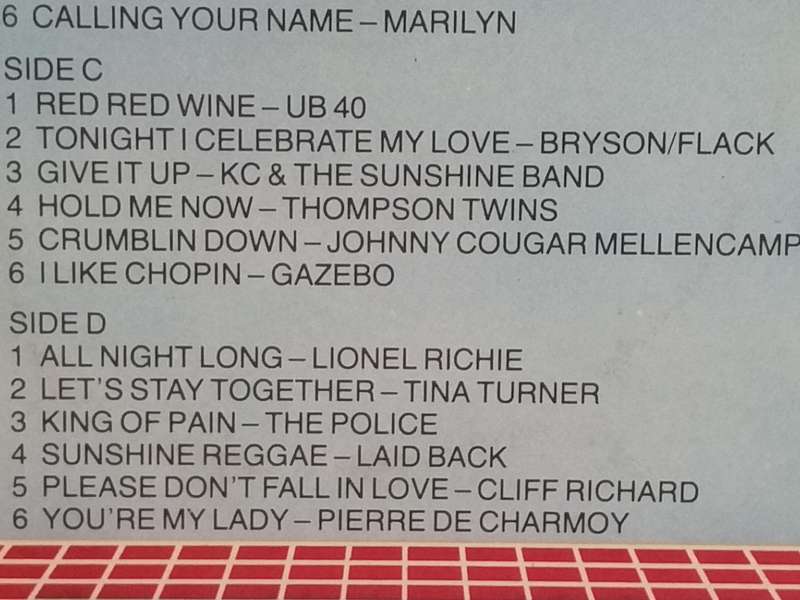 6 CALLING YOUR NAME – MARILYN
SIDE C
1 RED RED WINE – UB 40
2 TONIGHT I CELEBRATE MY LOVE – BRYSON/FLACK
3 GIVE IT UP – KC & THE SUNSHINE BAND
4 HOLD ME NOW – THOMPSON TWINS
5 CRUMBLIN DOWN – JOHNNY COUGAR MELLENCAMP
6 I LIKE CHOPIN – GAZEBO
SIDE D
1 ALL NIGHT LONG – LIONEL RICHIE
2 LET'S STAY TOGETHER – TINA TURNER
3 KING OF PAIN – THE POLICE
4 SUNSHINE REGGAE – LAID BACK
5 PLEASE DON'T FALL IN LOVE – CLIFF RICHARD
6 YOU'RE MY LADY – PIERRE DE CHARMOY